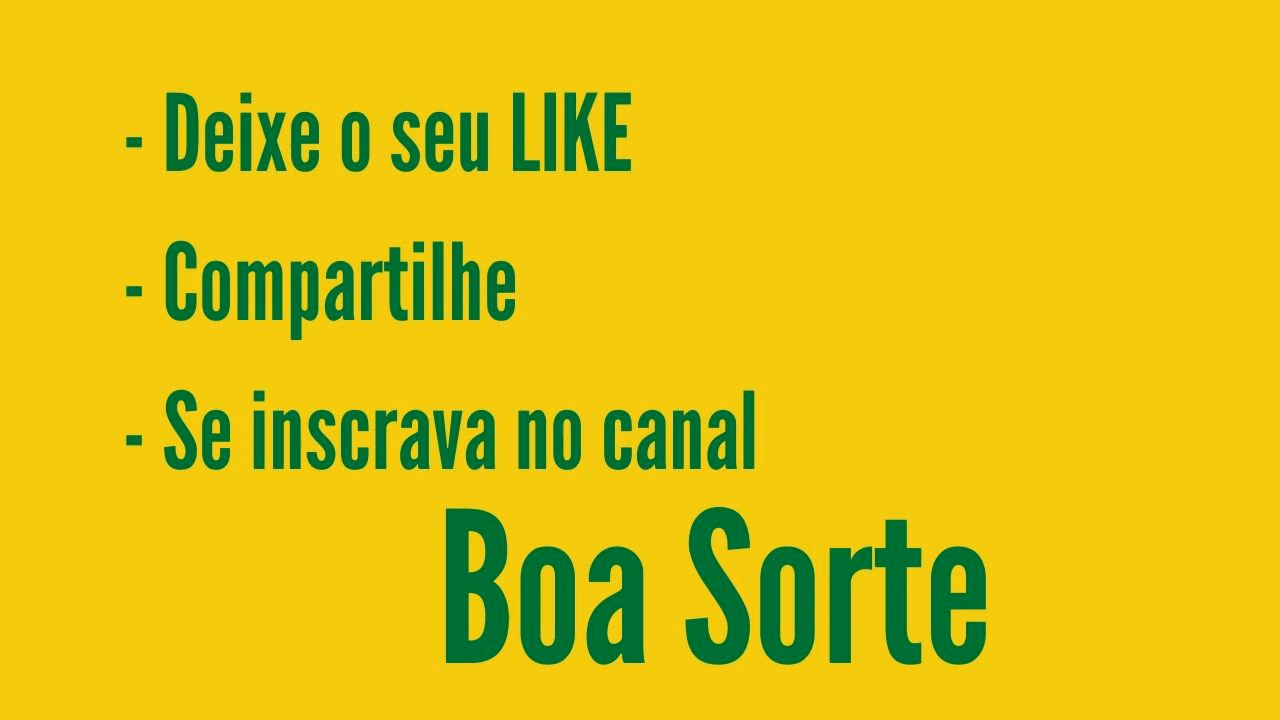 - Deixe o seu LIKE
- Compartilhe
- Se inscrava no canal
Boa Sorte